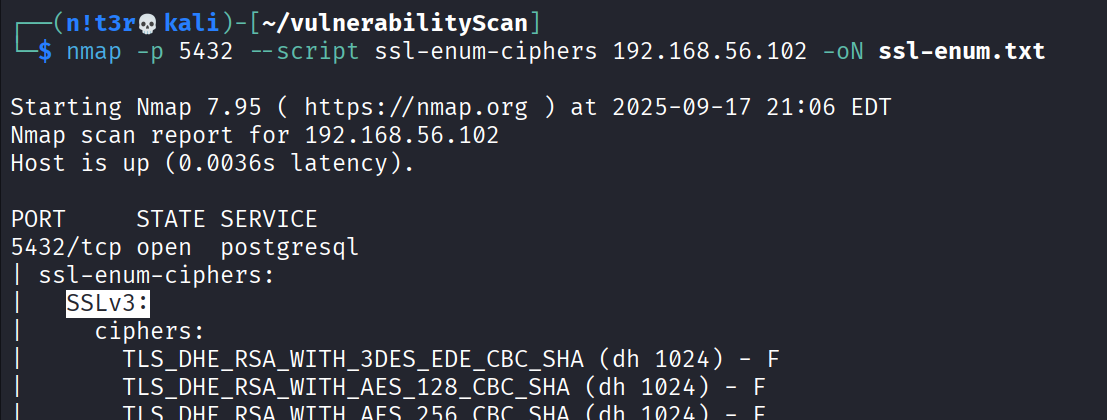 ┌──(n!t3r💀kali)-[~/vulnerabilityScan]
└─$ nmap -p 5432 --script ssl-enum-ciphers 192.168.56.102 -oN ssl-enum.txt
Starting Nmap 7.95 ( https://nmap.org ) at 2025-09-17 21:06 EDT
Nmap scan report for 192.168.56.102
Host is up (0.0036s latency).
PORT     STATE SERVICE
5432/tcp open  postgresql
| ssl-enum-ciphers:
|   SSLv3:
|     ciphers:
|       TLS_DHE_RSA_WITH_3DES_EDE_CBC_SHA (dh 1024) - F
|       TLS_DHE_RSA_WITH_AES_128_CBC_SHA (dh 1024) - F
|       TLS_DHE_RSA_WITH_AES_256_CBC_SHA (dh 1024) - F